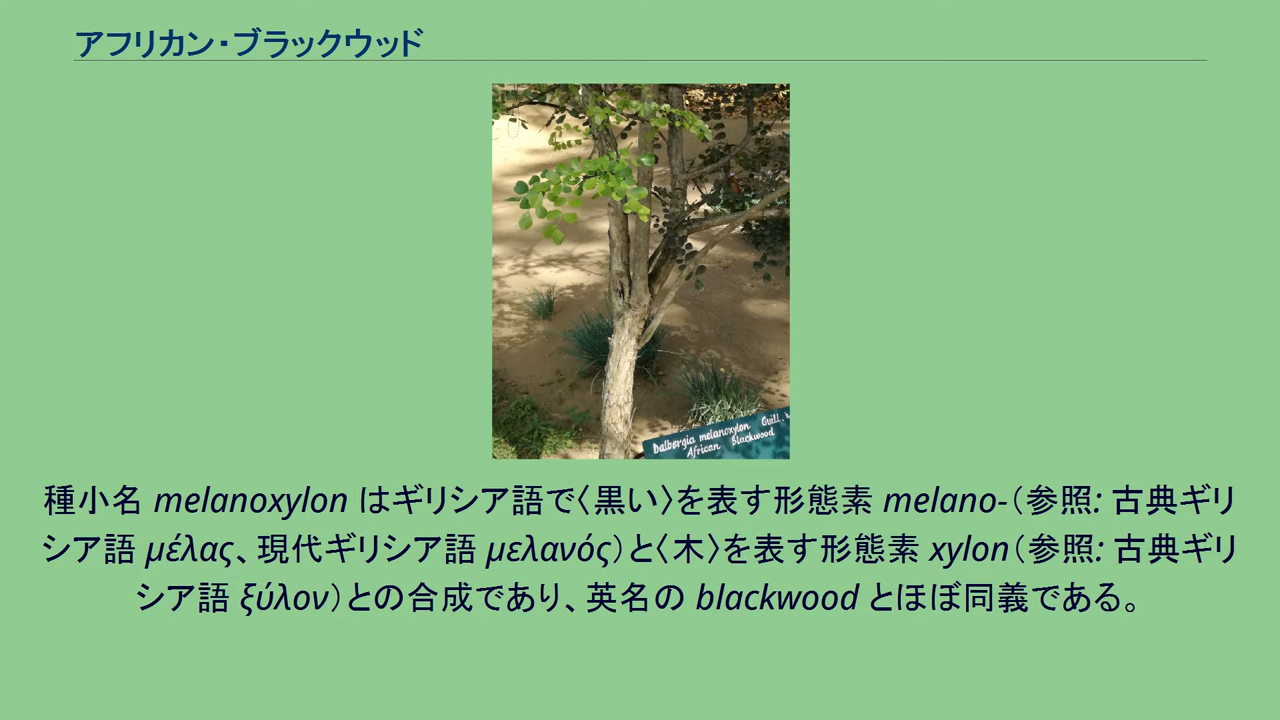 アフリカン・ブラックウッド
Dalbergia melanoxylon Guill.
African Blackwood
種小名 melanoxylon はギリシア語で〈黒い〉を表す形態素 melano-（参照: 古典ギリ
シア語 μέλας、現代ギリシア語 μελανός）と〈木〉を表す形態素 xylon（参照: 古典ギリ
シア語 ξύλον）との合成であり、英名の blackwood とほぼ同義である。